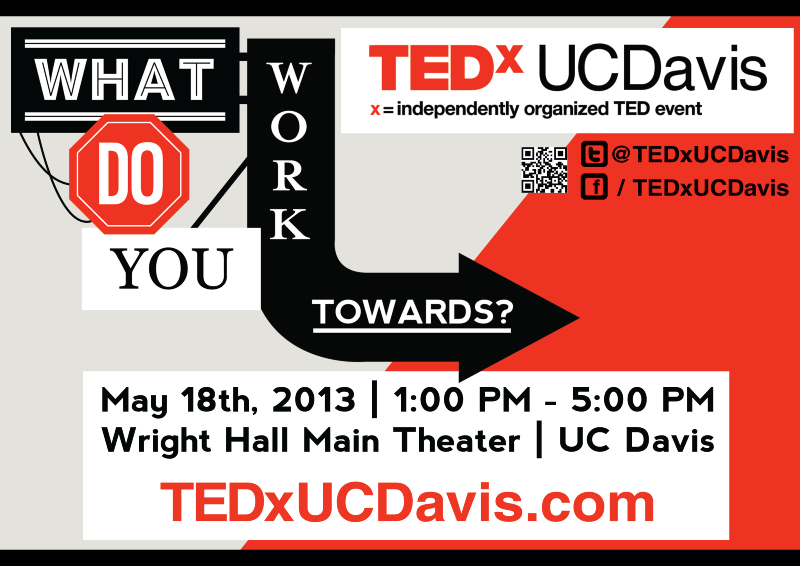 WHAT
DO
YOU
WORK
TOWARDS?
TEDx UCDavis
x = independently organized TED event
t @TEDxUCDavis
f / TEDxUCDavis
May 18th, 2013 | 1:00 PM - 5:00 PM
Wright Hall Main Theater | UC Davis
TEDxUCDavis.com